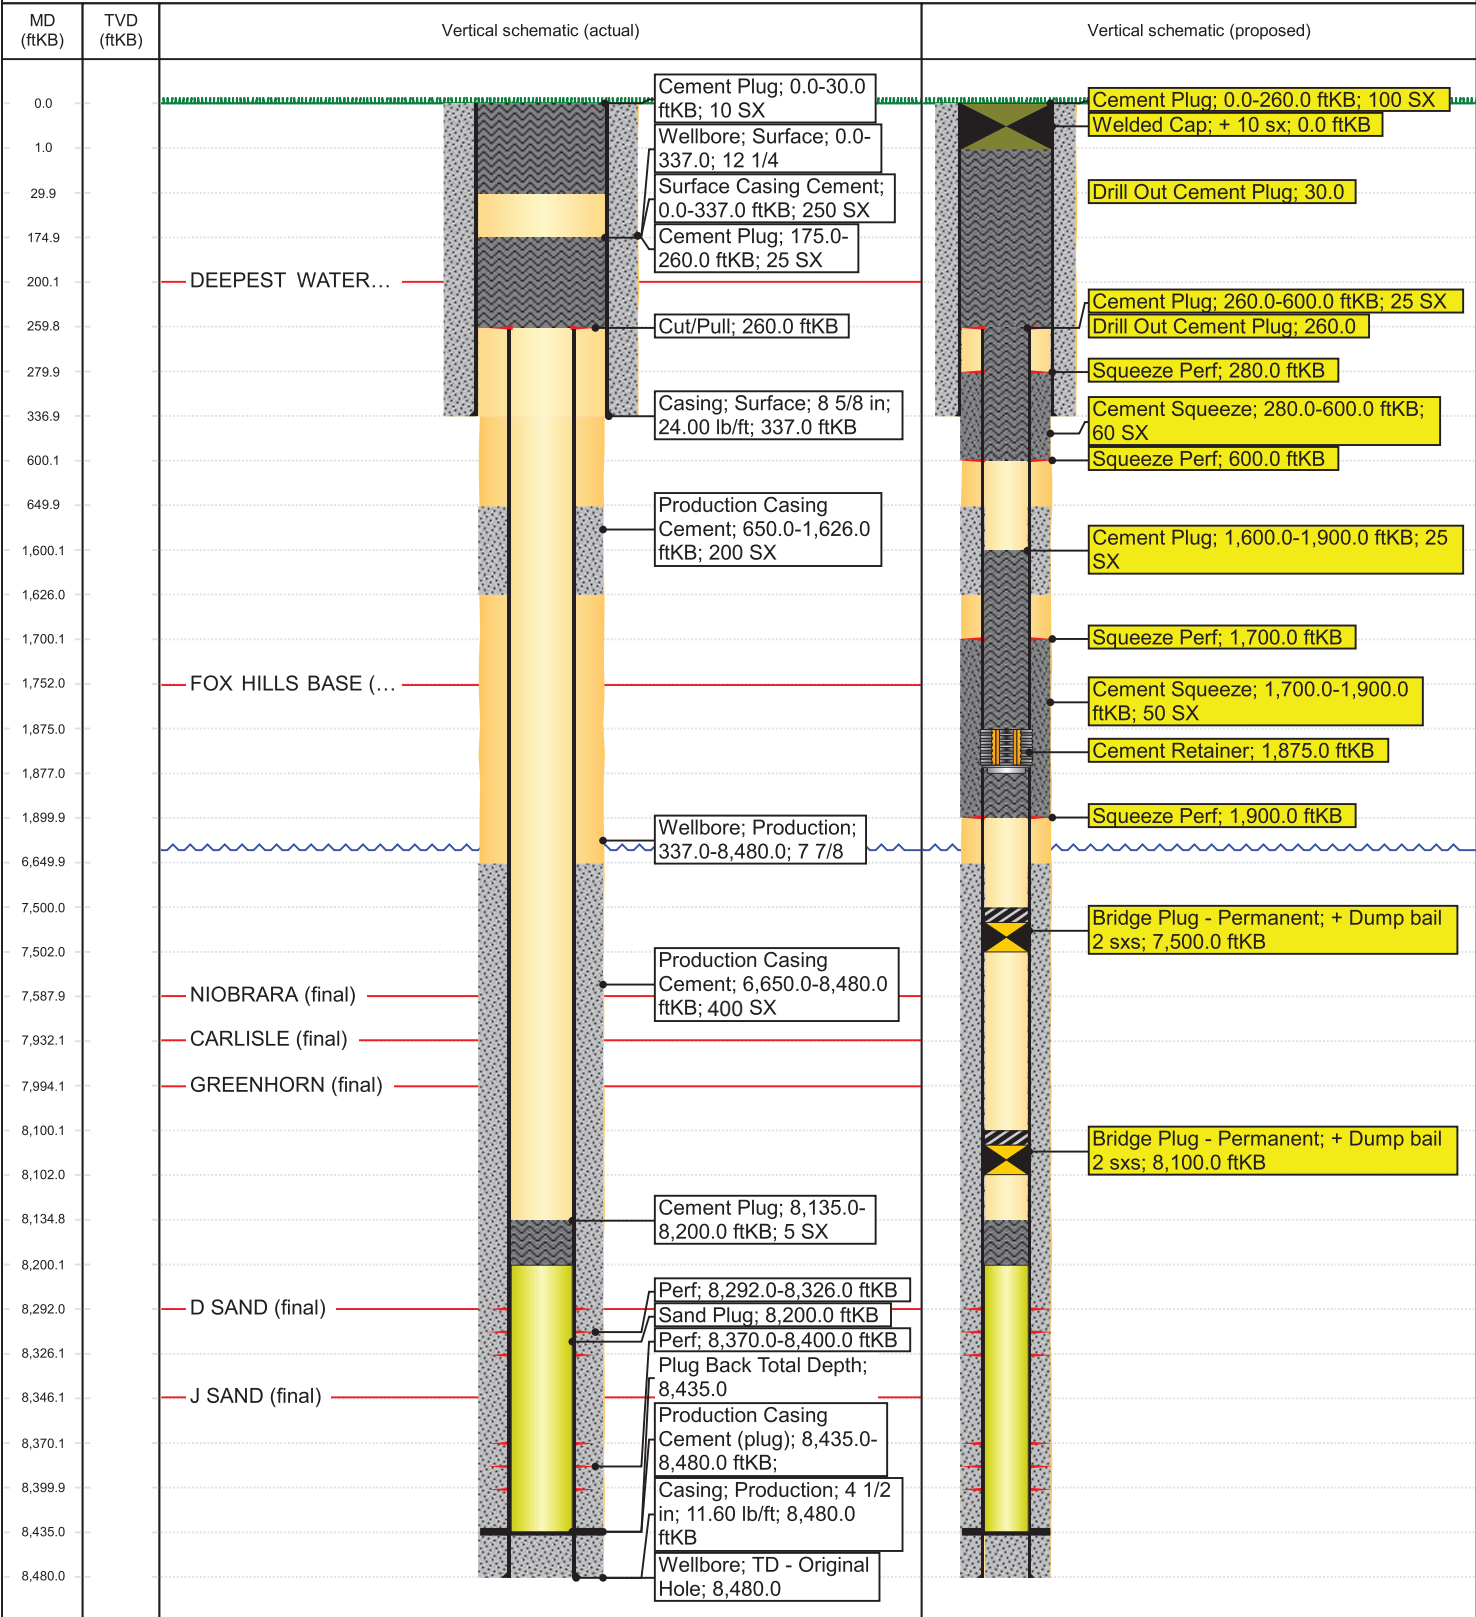 MD
(ftKB)
TVD
(ftKB)
Vertical schematic (actual)
Vertical schematic (proposed)
0.0
1.0
29.9
174.9
200.1
259.8
279.9
336.9
600.1
649.9
1,600.1
1,626.0
1,700.1
1,752.0
1,875.0
1,877.0
1,899.9
6,649.9
7,500.0
7,502.0
7,587.9
7,932.1
7,994.1
8,100.1
8,102.0
8,134.8
8,200.1
8,292.0
8,326.1
8,346.1
8,370.1
8,399.9
8,435.0
8,480.0
DEEPEST WATER...
FOX HILLS BASE (...
NIOBRARA (final)
CARLISLE (final)
GREENHORN (final)
D SAND (final)
J SAND (final)
Cement Plug; 0.0-30.0
ftKB; 10 SX
Wellbore; Surface; 0.0-
337.0; 12 1/4
Surface Casing Cement;
0.0-337.0 ftKB; 250 SX
Cement Plug; 175.0-
260.0 ftKB; 25 SX
Cut/Pull; 260.0 ftKB
Casing; Surface; 8 5/8 in;
24.00 lb/ft; 337.0 ftKB
Production Casing
Cement; 650.0-1,626.0
ftKB; 200 SX
Wellbore; Production;
337.0-8,480.0; 7 7/8
Production Casing
Cement; 6,650.0-8,480.0
ftKB; 400 SX
Cement Plug; 8,135.0-
8,200.0 ftKB; 5 SX
Perf; 8,292.0-8,326.0 ftKB
Sand Plug; 8,200.0 ftKB
Perf; 8,370.0-8,400.0 ftKB
Plug Back Total Depth;
8,435.0
Production Casing
Cement (plug); 8,435.0-
8,480.0 ftKB;
Casing; Production; 4 1/2
in; 11.60 lb/ft; 8,480.0
ftKB
Wellbore; TD - Original
Hole; 8,480.0
Cement Plug; 0.0-260.0 ftKB; 100 SX
Welded Cap; + 10 sx; 0.0 ftKB
Drill Out Cement Plug; 30.0
Cement Plug; 260.0-600.0 ftKB; 25 SX
Drill Out Cement Plug; 260.0
Squeeze Perf; 280.0 ftKB
Cement Squeeze; 280.0-600.0 ftKB;
60 SX
Squeeze Perf; 600.0 ftKB
Cement Plug; 1,600.0-1,900.0 ftKB; 25
SX
Squeeze Perf; 1,700.0 ftKB
Cement Squeeze; 1,700.0-1,900.0
ftKB; 50 SX
Cement Retainer; 1,875.0 ftKB
Squeeze Perf; 1,900.0 ftKB
Bridge Plug - Permanent; + Dump bail
2 sxs; 7,500.0 ftKB
Bridge Plug - Permanent; + Dump bail
2 sxs; 8,100.0 ftKB